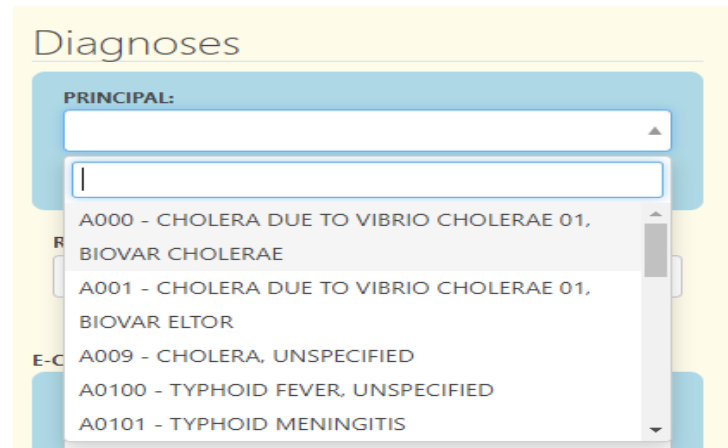 Diagnoses
PRINCIPAL:
A000 - CHOLERA DUE TO VIBRIO CHOLERAE 01,
BIOVAR CHOLERAE
R
A001 - CHOLERA DUE TO VIBRIO CHOLERAE 01,
BIOVAR ELTOR
E-C
A009 - CHOLERA, UNSPECIFIED
A0100 - TYPHOID FEVER, UNSPECIFIED
A0101 - TYPHOID MENINGITIS